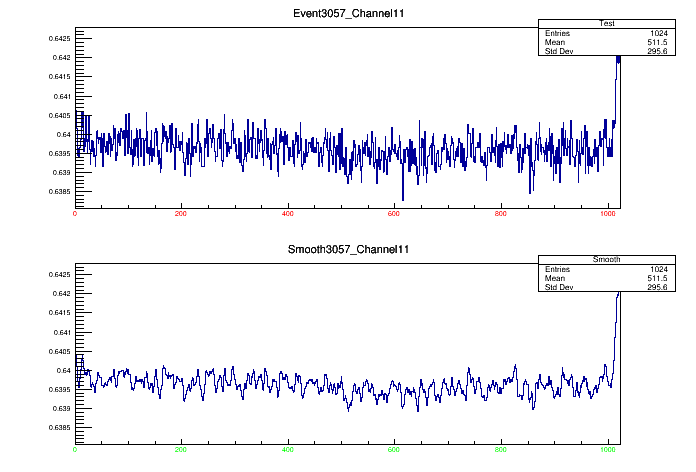 Event3057_Channel11
Test
Entries 1024
Mean 511.5
Std Dev 295.6
0.6425
0.642
0.6415
0.641
0.6405
0.64
0.6395
0.639
0.6385
0 200 400 600 800 1000
Smooth3057_Channel11
Smooth
Entries 1024
Mean 511.5
Std Dev 295.6
0.6425
0.642
0.6415
0.641
0.6405
0.64
0.6395
0.639
0.6385
0 200 400 600 800 1000